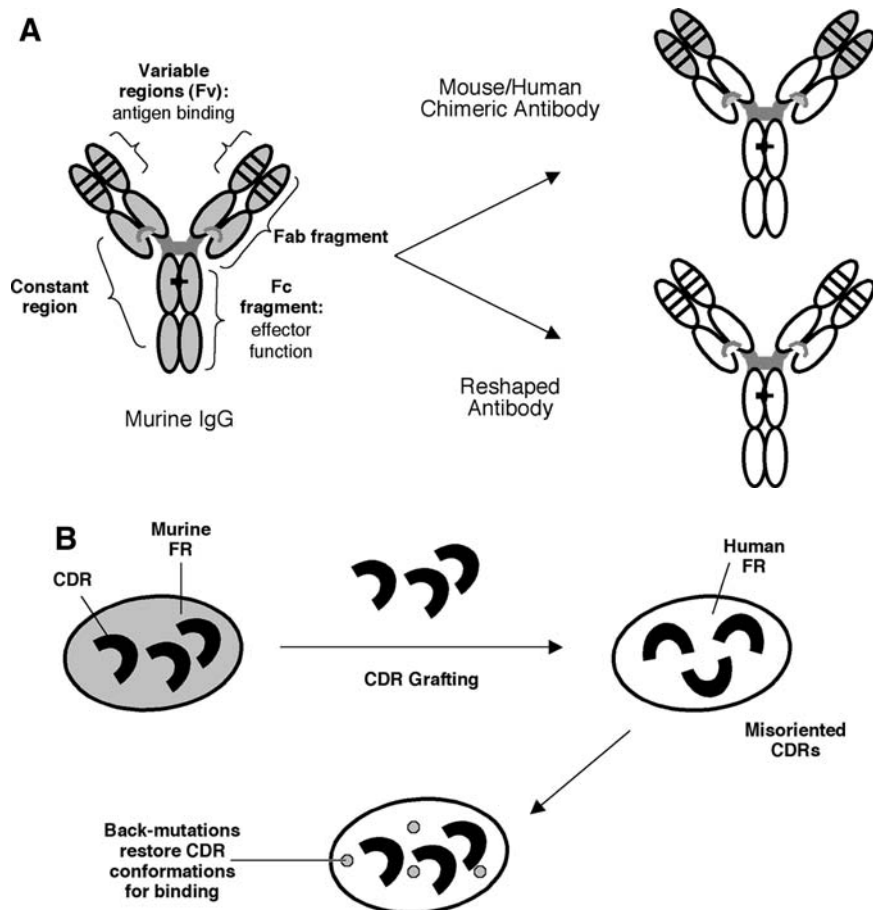 A
Variable
regions (Fv):
antigen binding
Mouse/Human
Chimeric Antibody
Fab fragment
Constant
region
Fc
fragment:
effector
function
Murine IgG
Reshaped
Antibody
B
Murine
FR
CDR
CDR Grafting
Human
FR
Misoriented
CDRs
Back-mutations
restore CDR
conformations
for binding